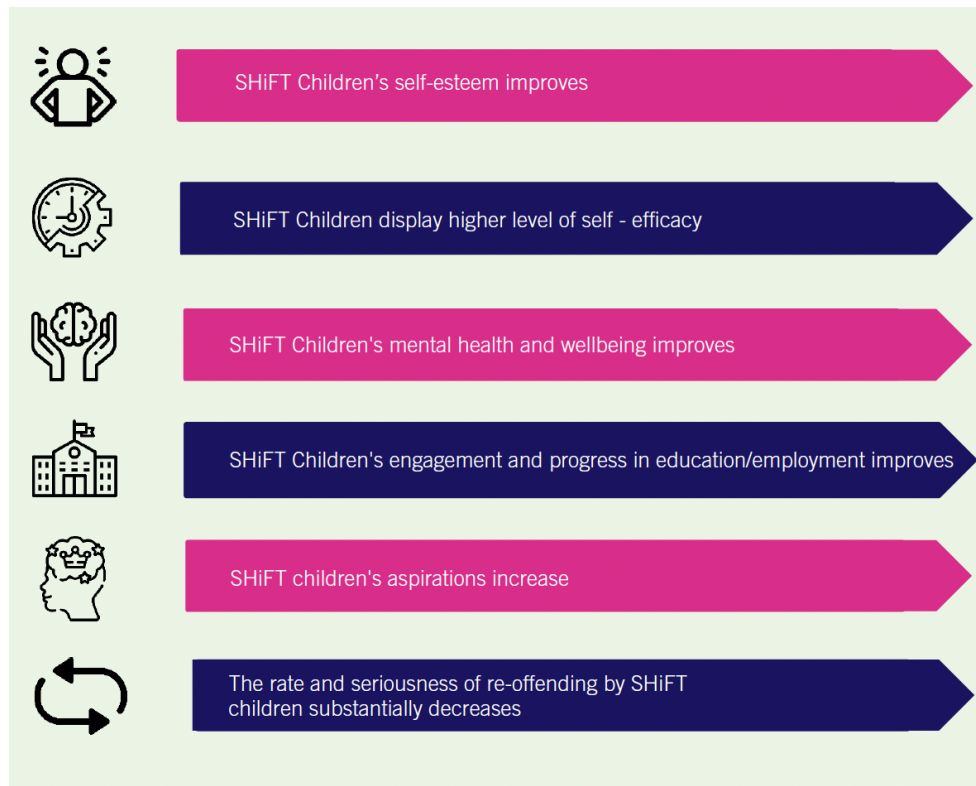 SHiFT Children’s self-esteem improves
SHiFT Children display higher level of self - efficacy
SHiFT Children's mental health and wellbeing improves
SHiFT Children's engagement and progress in education/employment improves
SHiFT children's aspirations increase
The rate and seriousness of re-offending by SHiFT
children substantially decreases